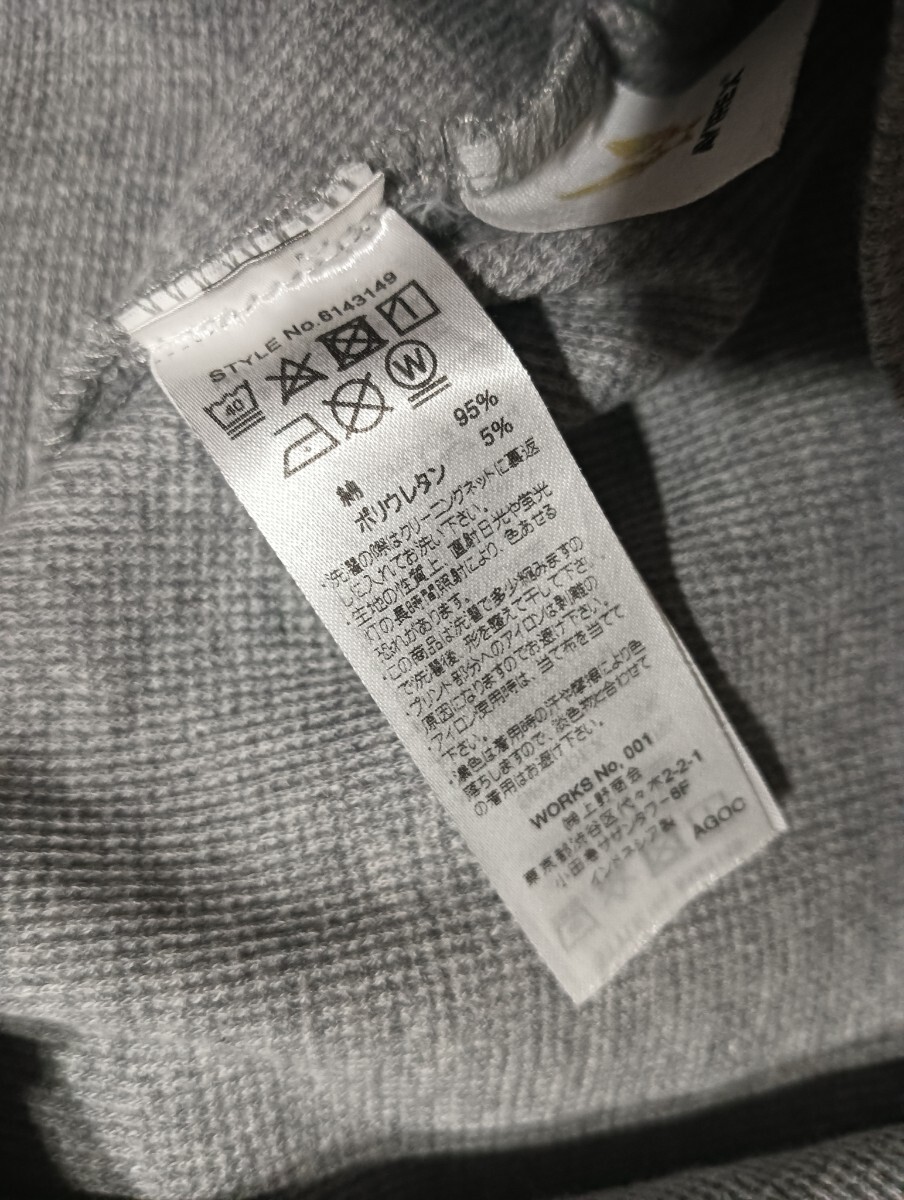 AVIREX
STYLE No.6143149
40
1
W
綿 95%
ポリウレタン 5%
・洗濯の際はクリーニングネットに裏返
しに入れてお洗い下さい。
・生地の性質上、直射日光や蛍光
灯の長時間照射により、色あせる
恐れがあります。
・この商品は洗濯で多少縮みますの
で洗濯後、形を整えて干して下さい。
・プリント部分へのアイロンは剥離の
原因になりますのでお避け下さい。
・アイロン使用時は、当て布を当てて
下さい。
・濃色は着用時の汗や摩擦により色
落ちしますので、淡色物と合わせて
の着用はお避け下さい。
WORKS No, 001
㈱上野商会
東京都渋谷区代々木2-2-1
小田急サザンタワー8F
インドネシア製
AGOC